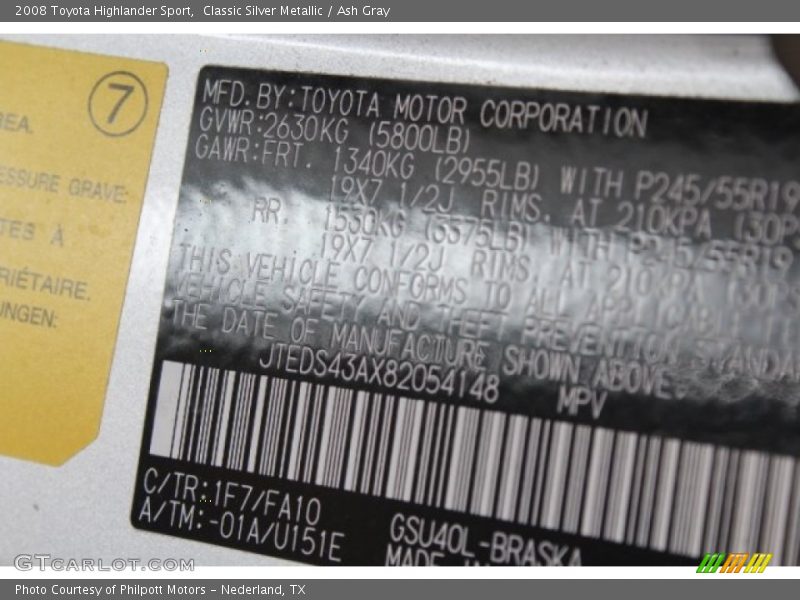 2008 Toyota Highlander Sport,  Classic Silver Metallic / Ash Gray
7
REA.
ESSURE GRAVE:
TES À
RIÉTAIRE.
UNGEN:
MFD.BY:TOYOTA MOTOR CORPORATION
GVWR:2630KG (5800LB)
GAWR:FRT. 1340KG (2955LB) WITH P245/55R19
19X7 1/2J RIMS, AT 210KPA (30PS
RR. 1530KG (3375LB) WITH P245/55R19
19X7 1/2J RIMS, AT 210KPA (30PS
THIS VEHICLE CONFORMS TO ALL
VEHICLE SAFETY AND THEFT PREVENTION STANDAR
THE DATE OF MANUFACTURE SHOWN ABOVE.
JTEDS43AX82054148 MPV
C/TR:1F7/FA10
A/TM:-01A/U151E
GSU40L-BRASKA
MADE
GTcarlot.com
Photo Courtesy of Philpott Motors - Nederland, TX